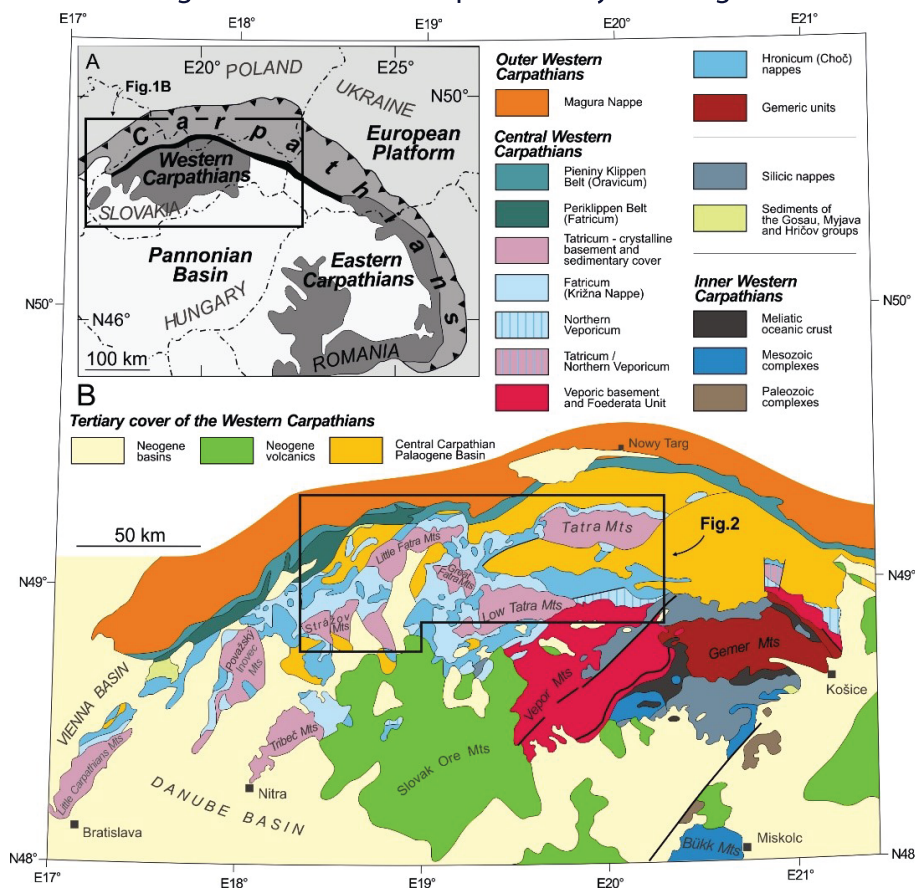 E17°
E18°
E19°
E20°
E21°
A
Fig.1B
E20°
E25°
POLAND
UKRAINE
N50°
European
Platform
Carpathians
Western
Carpathians
SLOVAKIA
Pannonian
Basin
Eastern
Carpathians
HUNGARY
N46°
ROMANIA
100 km
N50°
N50°
Outer Western
Carpathians
Magura Nappe
Central Western
Carpathians
Pieniny Klippen
Belt (Oravicum)
Periklippen Belt
(Fatricum)
Tatricum - crystalline
basement and
sedimentary cover
Fatricum
(Križna Nappe)
Northern
Veporicum
Tatricum /
Northern Veporicum
Veporic basement
and Foederata Unit
Hronicum (Choč)
nappes
Gemeric units
Silicic nappes
Sediments of
the Gosau, Myjava
and Hričov groups
Inner Western
Carpathians
Meliatic
oceanic crust
Mesozoic
complexes
Paleozoic
complexes
B
Tertiary cover of the Western Carpathians
Neogene
basins
Neogene
volcanics
Central Carpathian
Palaogene Basin
50 km
Nowy Targ
Tatra Mts
Fig.2
Little Fatra Mts
Great
Fatra Mts
N49°
N49°
Strážov
Mts
Low Tatra Mts
Považský
Inovec
Mts
Gemer Mts
Vepor Mts
Košice
VIENNA BASIN
Tribeč Mts
Slovak Ore Mts
Little Carpathians Mts
Nitra
DANUBE BASIN
Bratislava
Bükk Mts
Miskolc
N48°
N48°
E17°
E18°
E19°
E20°
E21°